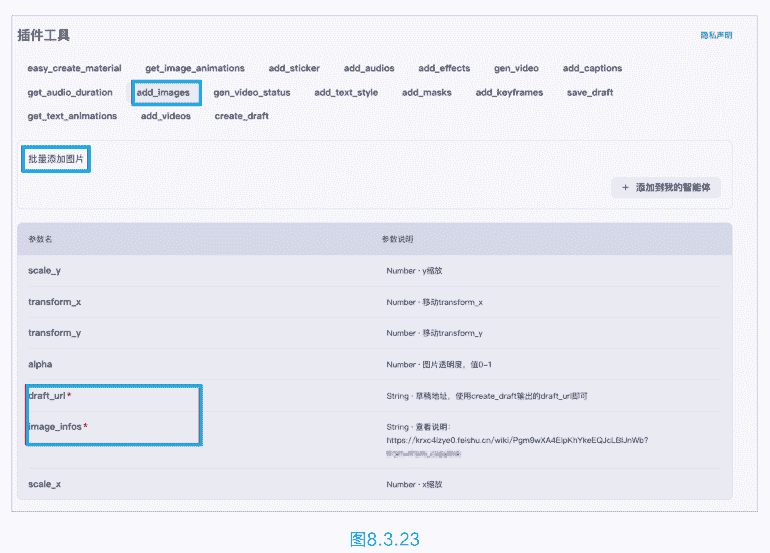 插件工具
隐私声明
easy_create_material get_image_animations add_sticker add_audios add_effects gen_video add_captions
get_audio_duration add_images gen_video_status add_text_style add_masks add_keyframes save_draft
get_text_animations add_videos create_draft
批量添加图片
+ 添加到我的智能体
参数名 参数说明
scale_y Number · y缩放
transform_x Number · 移动transform_x
transform_y Number · 移动transform_y
alpha Number · 图片透明度，值0-1
draft_url* String · 草稿地址，使用create_draft输出的draft_url即可
image_infos* String · 查看说明：
scale_x Number · x缩放
图8.3.23